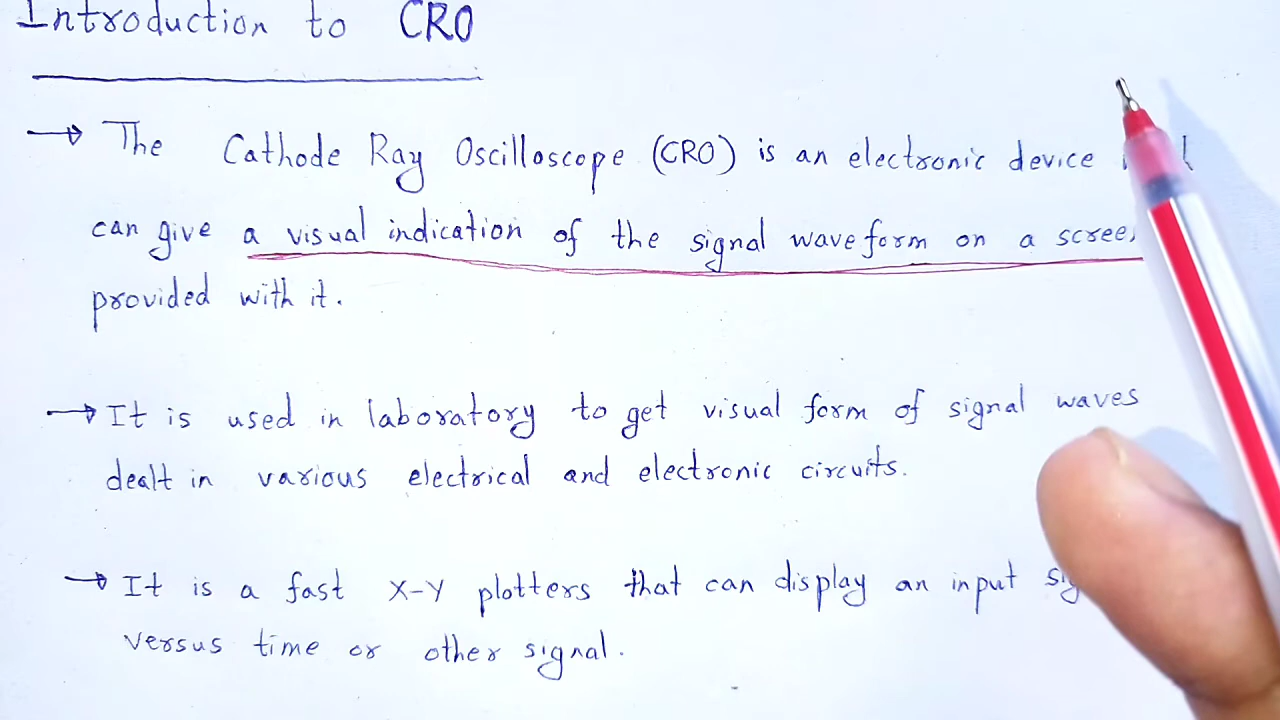 Introduction to CRO
→ The Cathode Ray Oscilloscope (CRO) is an electronic device
can give a visual indication of the signal waveform on a
provided with it.
→ It is used in laboratory to get visual form of signal waves
dealt in various electrical and electronic circuits.
→ It is a fast X-Y plotters that can display an input
versus time or other signal.